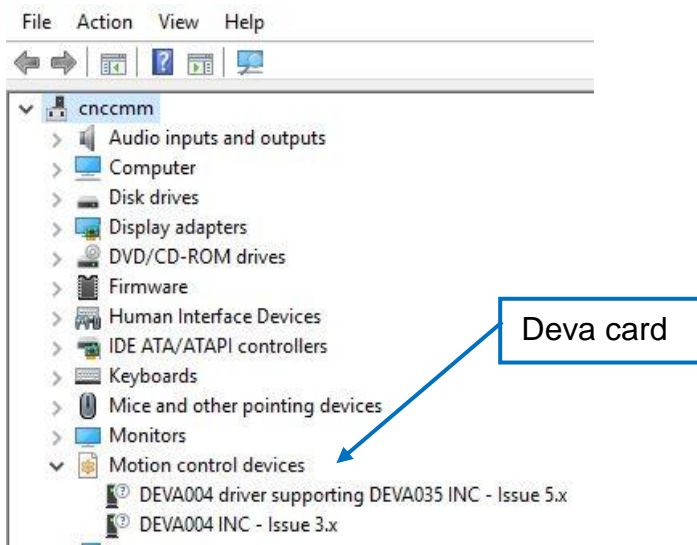 File Action View Help
cnccmm
Audio inputs and outputs
Computer
Disk drives
Display adapters
DVD/CD-ROM drives
Firmware
Human Interface Devices
IDE ATA/ATAPI controllers
Keyboards
Mice and other pointing devices
Monitors
Motion control devices
DEVA004 driver supporting DEVA035 INC - Issue 5.x
DEVA004 INC - Issue 3.x
Deva card